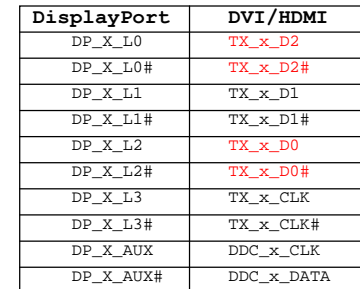 DisplayPort DVI/HDMI
DP_X_L0 TX_x_D2
DP_X_L0# TX_x_D2#
DP_X_L1 TX_x_D1
DP_X_L1# TX_x_D1#
DP_X_L2 TX_x_D0
DP_X_L2# TX_x_D0#
DP_X_L3 TX_x_CLK
DP_X_L3# TX_x_CLK#
DP_X_AUX DDC_x_CLK
DP_X_AUX# DDC_x_DATA